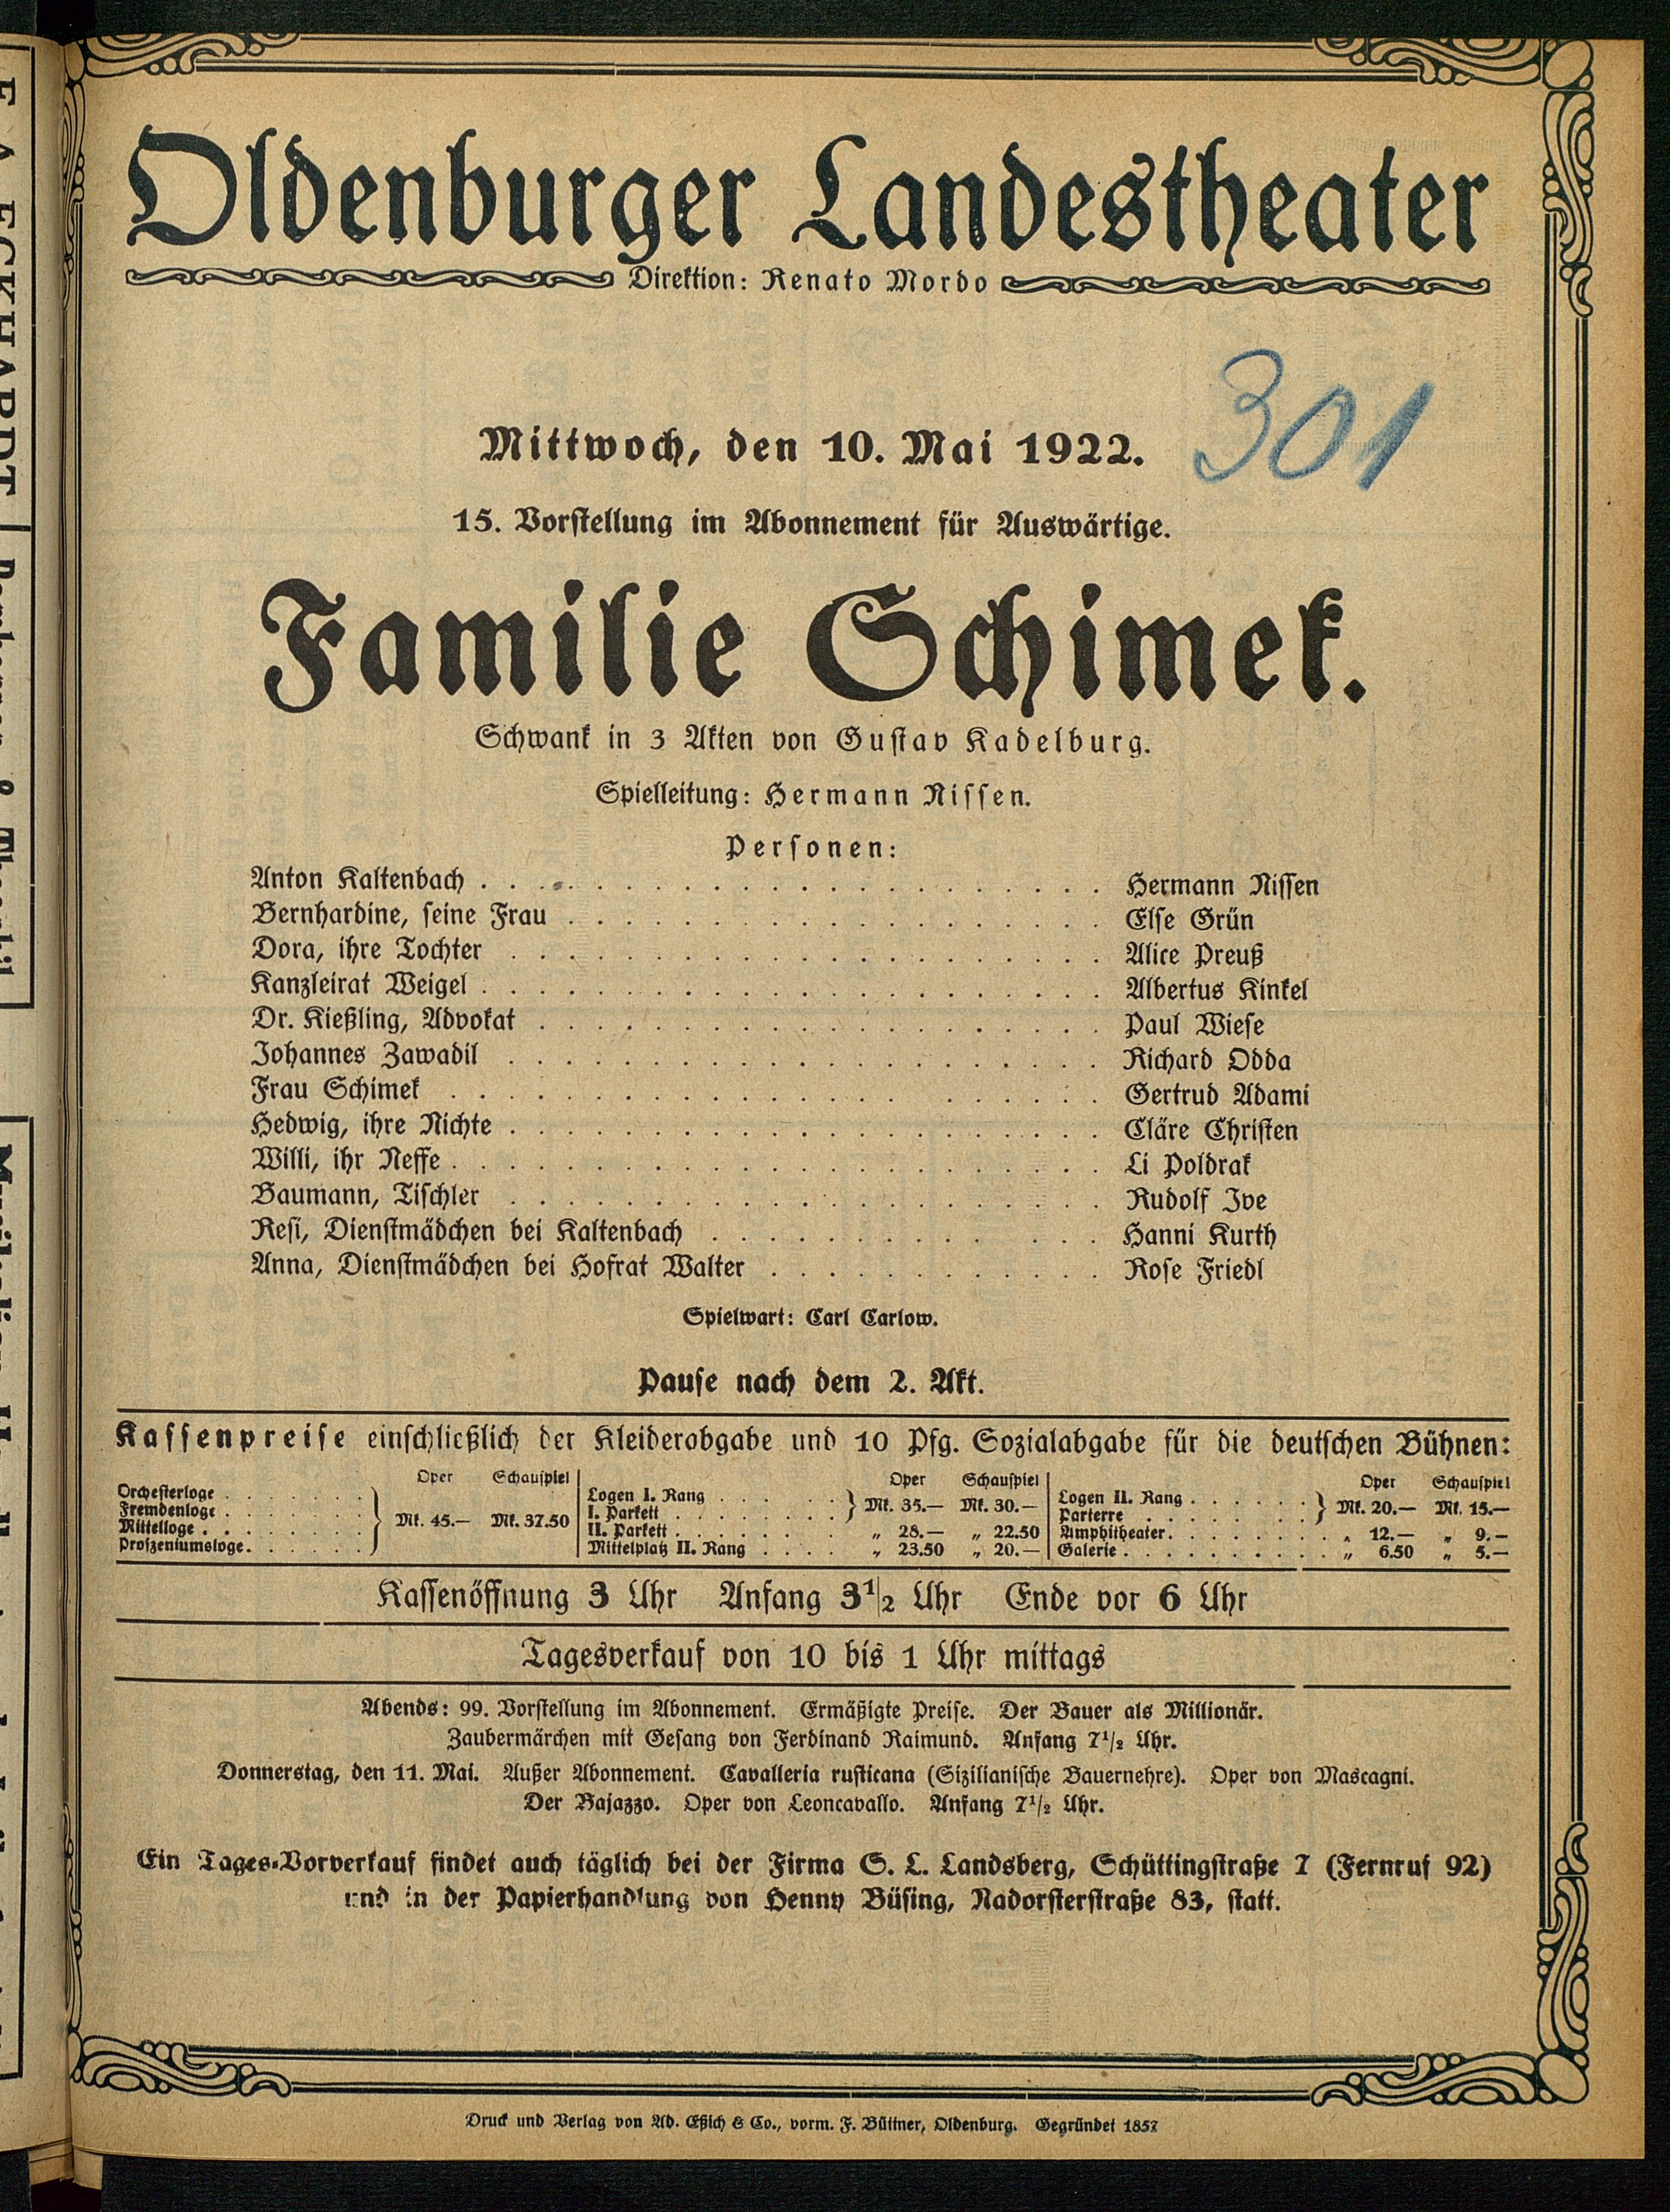 Oldenburger Landestheater
Direktion: Renato Mordo
301
Mittwoch, den 10. Mai 1922.
15. Vorstellung im Abonnement für Auswärtige.
Familie Schimek.
Schwank in 3 Akten von Gustav Kadelburg.
Spielleitung: Hermann Nissen.
Personen:
Anton Kaltenbach . . . . . Hermann Nissen
Bernhardine, seine Frau . . . . . Else Grün
Dora, ihre Tochter . . . . . Alice Preuß
Kanzleirat Weigel . . . . . Albertus Kinkel
Dr. Kießling, Advokat . . . . . Paul Wiese
Johannes Zawadil . . . . . Richard Odda
Frau Schimek . . . . . Gertrud Adami
Hedwig, ihre Nichte . . . . . Cläre Christen
Willi, ihr Neffe . . . . . Li Poldrak
Baumann, Tischler . . . . . Rudolf Ive
Resi, Dienstmädchen bei Kaltenbach . . . . . Hanni Kurth
Anna, Dienstmädchen bei Hofrat Walter . . . . . Rose Friedl
Spielwart: Carl Carlow.
Pause nach dem 2. Akt.
Kassenpreise einschließlich der Kleiderabgabe und 10 Pfg. Sozialabgabe für die deutschen Bühnen:
Oper Schauspiel
Orchesterloge
Fremdenloge
Mittelloge
Proszeniumsloge
Mk. 45.— Mk. 37.50
Oper Schauspiel
Logen I. Rang
I. Parkett
Mk. 35.— Mk. 30.—
II. Parkett „ 28.— „ 22.50
Mittelplatz II. Rang „ 23.50 „ 20.—
Oper Schauspiel
Logen II. Rang
Parterre
Mk. 20.— Mk. 15.—
Amphitheater „ 12.— „ 9.—
Galerie „ 6.50 „ 5.—
Kassenöffnung 3 Uhr Anfang 3½ Uhr Ende vor 6 Uhr
Tagesverkauf von 10 bis 1 Uhr mittags
Abends: 99. Vorstellung im Abonnement. Ermäßigte Preise. Der Bauer als Millionär.
Zaubermärchen mit Gesang von Ferdinand Raimund. Anfang 7½ Uhr.
Donnerstag, den 11. Mai. Außer Abonnement. Cavalleria rusticana (Sizilianische Bauernehre). Oper von Mascagni.
Der Bajazzo. Oper von Leoncavallo. Anfang 7½ Uhr.
Ein Tages-Vorverkauf findet auch täglich bei der Firma S. L. Landsberg, Schüttingstraße 7 (Fernruf 92)
und in der Papierhandlung von Henny Büsing, Nadorsterstraße 83, statt.
Druck und Verlag von Ad. Eßich & Co., vorm. F. Büttner, Oldenburg. Gegründet 1857